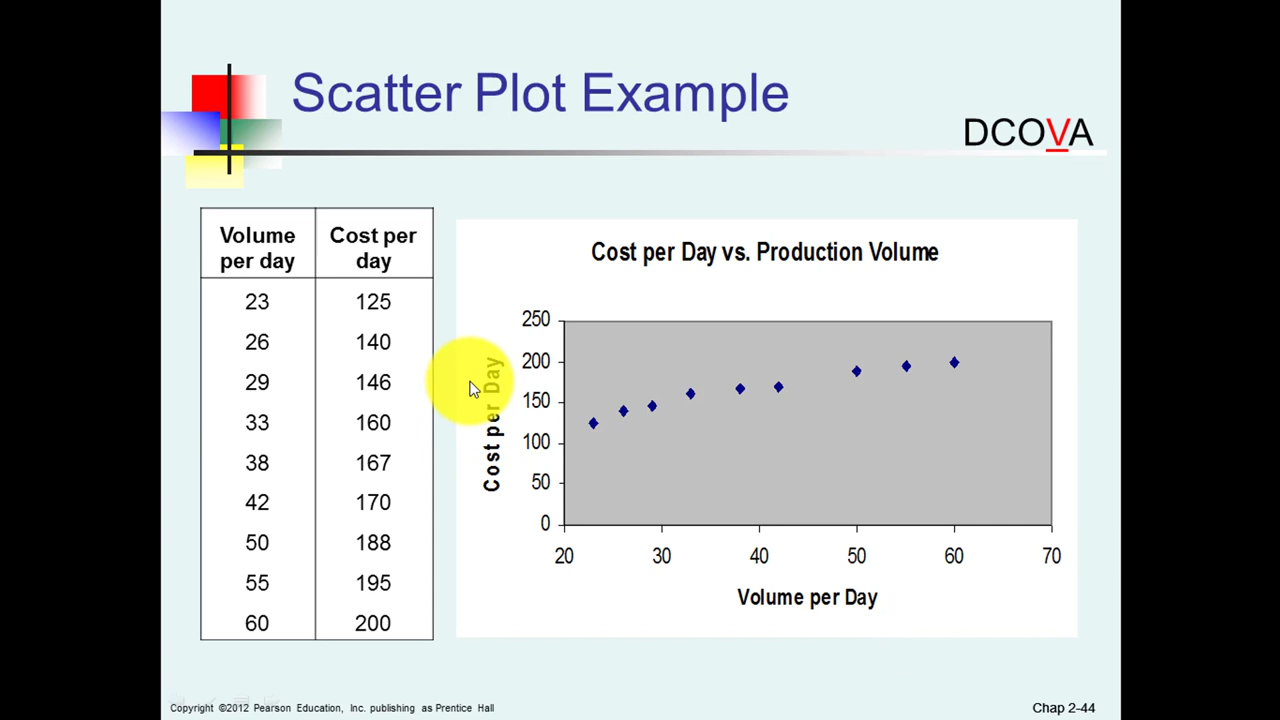 Scatter Plot Example
DCOVA
Volume per day
Cost per day
23 125
26 140
29 146
33 160
38 167
42 170
50 188
55 195
60 200
Cost per Day vs. Production Volume
Cost per Day
250
200
150
100
50
0
20 30 40 50 60 70
Volume per Day
Copyright ©2012 Pearson Education, Inc. publishing as Prentice Hall
Chap 2-44